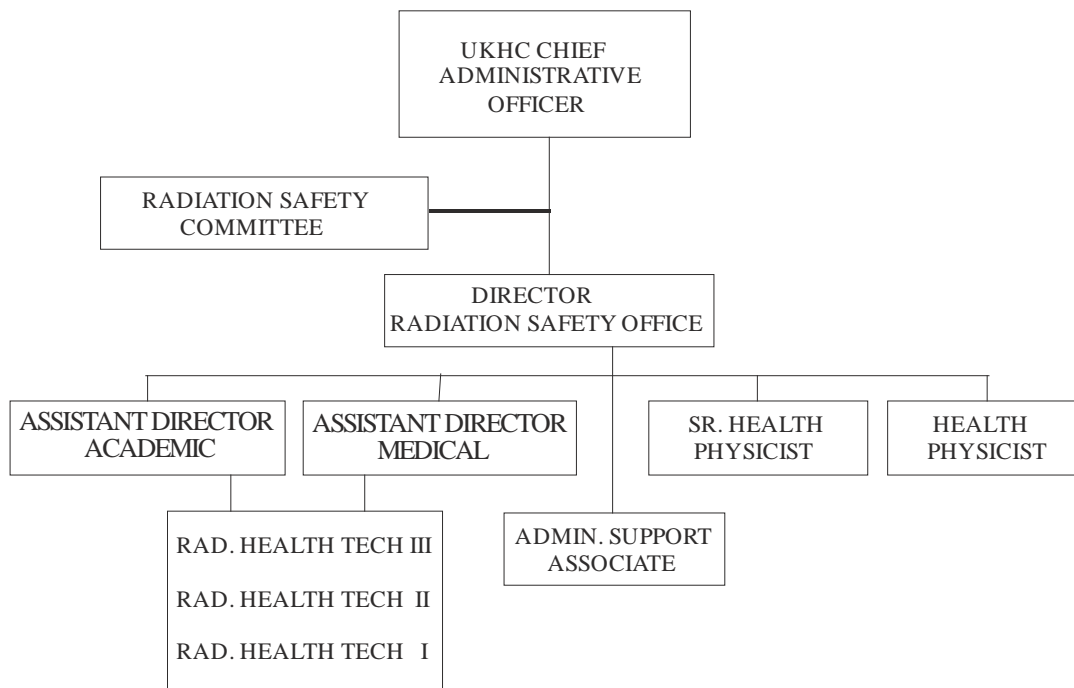 UKHC CHIEF
ADMINISTRATIVE
OFFICER
RADIATION SAFETY
COMMITTEE
DIRECTOR
RADIATION SAFETY OFFICE
ASSISTANT DIRECTOR
ACADEMIC
ASSISTANT DIRECTOR
MEDICAL
SR. HEALTH
PHYSICIST
HEALTH
PHYSICIST
RAD. HEALTH TECH III
RAD. HEALTH TECH II
RAD. HEALTH TECH I
ADMIN. SUPPORT
ASSOCIATE